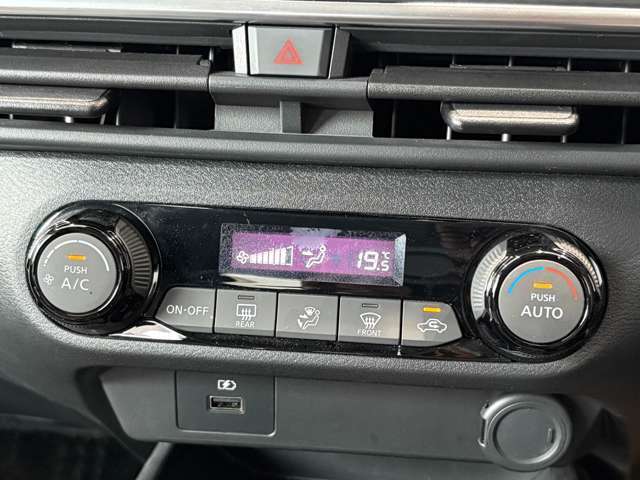 19.5 °C
PUSH
A/C
ON·OFF
REAR
FRONT
PUSH
AUTO